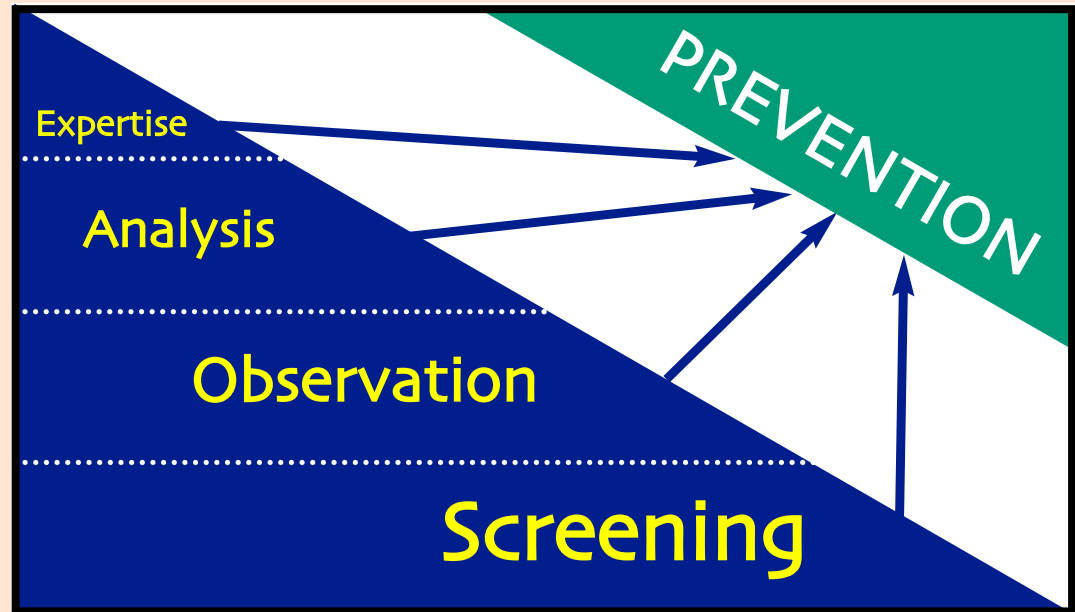 PREVENTION
Expertise
Analysis
Observation
Screening